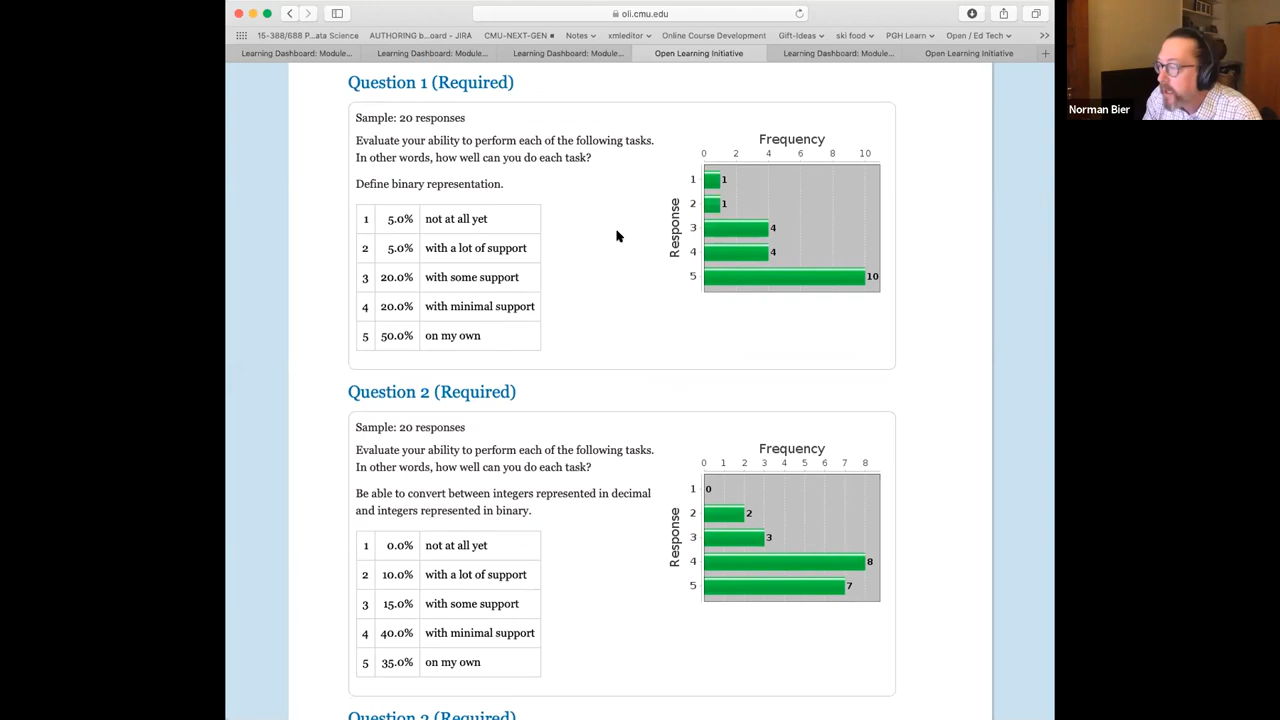 oli.cmu.edu
15-388/688 P...ata Science
AUTHORING b...oard - JIRA
CMU-NEXT-GEN
Notes
xmleditor
Online Course Development
Gift-Ideas
ski food
PGH Learn
Open / Ed Tech
Learning Dashboard: Module...
Learning Dashboard: Module...
Learning Dashboard: Module...
Open Learning Initiative
Learning Dashboard: Module...
Open Learning Initiative
Norman Bier
Question 1 (Required)
Sample: 20 responses
Evaluate your ability to perform each of the following tasks.
In other words, how well can you do each task?
Define binary representation.
1 5.0% not at all yet
2 5.0% with a lot of support
3 20.0% with some support
4 20.0% with minimal support
5 50.0% on my own
Frequency
0 2 4 6 8 10
Response
1 1
2 1
3 4
4 4
5 10
Question 2 (Required)
Sample: 20 responses
Evaluate your ability to perform each of the following tasks.
In other words, how well can you do each task?
Be able to convert between integers represented in decimal
and integers represented in binary.
1 0.0% not at all yet
2 10.0% with a lot of support
3 15.0% with some support
4 40.0% with minimal support
5 35.0% on my own
Frequency
0 1 2 3 4 5 6 7 8
Response
1 0
2 2
3 3
4 8
5 7
Question 3 (Required)